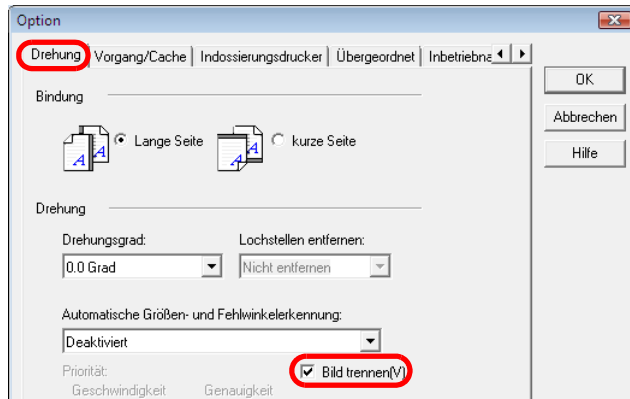 Option
Drehung Vorgang/Cache Indossierungsdrucker Übergeordnet
OK
Bindung
Abbrechen
A A Lange Seite A A kurze Seite
Hilfe
Drehung
Drehungsgrad: Lochstellen entfernen:
0.0 Grad Nicht entfernen
Automatische Größen- und Fehlwinkelerkennung:
Deaktiviert
Priorität: Bild trennen(V)
Geschwindigkeit Genauigkeit